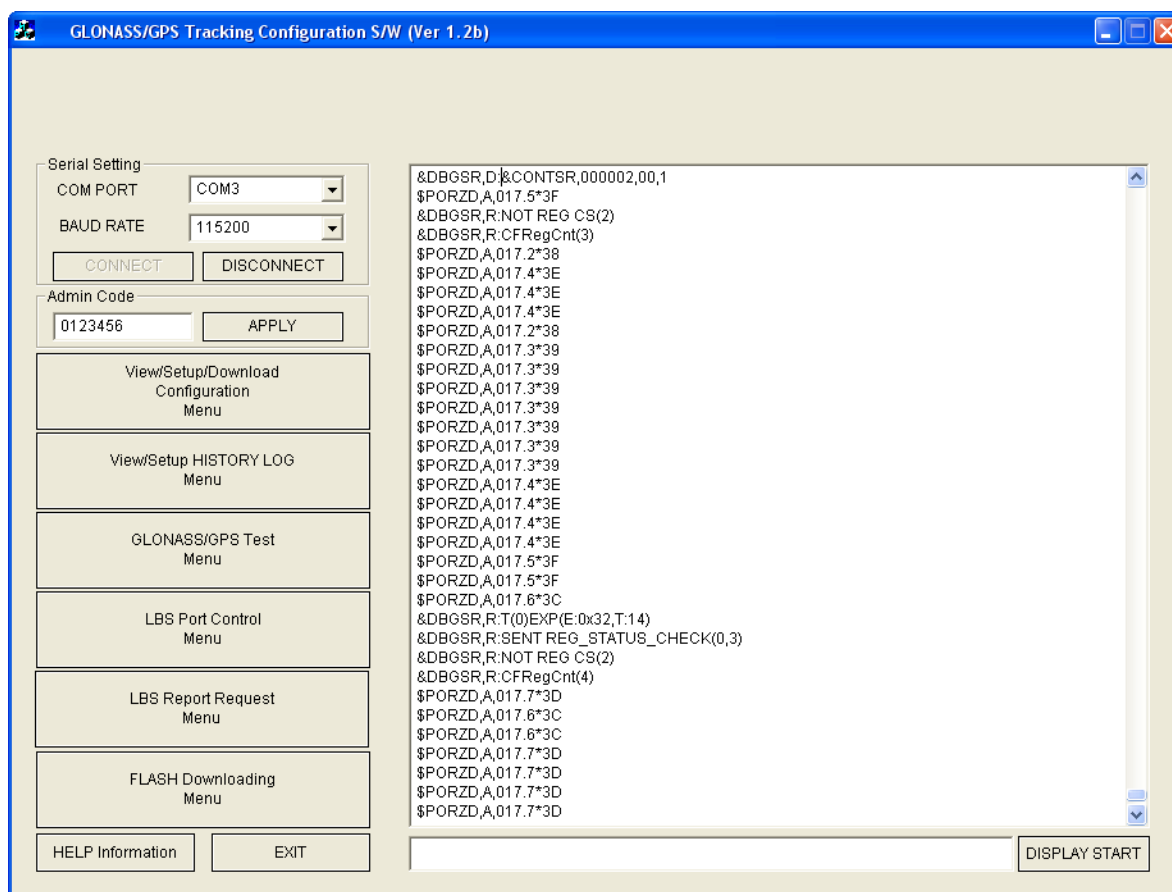 GLONASS/GPS Tracking Configuration S/W (Ver 1.2b)
Serial Setting
COM PORT
COM3
BAUD RATE
115200
CONNECT
DISCONNECT
Admin Code
0123456
APPLY
View/Setup/Download
Configuration
Menu
View/Setup HISTORY LOG
Menu
GLONASS/GPS Test
Menu
LBS Port Control
Menu
LBS Report Request
Menu
FLASH Downloading
Menu
HELP Information
EXIT
&DBGSR,D:&CONTSR,000002,00,1
$PORZD,A,017.5*3F
&DBGSR,R:NOT REG CS(2)
&DBGSR,R:CFRegCnt(3)
$PORZD,A,017.2*38
$PORZD,A,017.4*3E
$PORZD,A,017.4*3E
$PORZD,A,017.4*3E
$PORZD,A,017.2*38
$PORZD,A,017.3*39
$PORZD,A,017.3*39
$PORZD,A,017.3*39
$PORZD,A,017.3*39
$PORZD,A,017.3*39
$PORZD,A,017.3*39
$PORZD,A,017.3*39
$PORZD,A,017.4*3E
$PORZD,A,017.4*3E
$PORZD,A,017.4*3E
$PORZD,A,017.4*3E
$PORZD,A,017.5*3F
$PORZD,A,017.5*3F
$PORZD,A,017.6*3C
&DBGSR,R:T(0)EXP(E:0x32,T:14)
&DBGSR,R:SENT REG_STATUS_CHECK(0,3)
&DBGSR,R:NOT REG CS(2)
&DBGSR,R:CFRegCnt(4)
$PORZD,A,017.7*3D
$PORZD,A,017.6*3C
$PORZD,A,017.6*3C
$PORZD,A,017.7*3D
$PORZD,A,017.7*3D
$PORZD,A,017.7*3D
$PORZD,A,017.7*3D
DISPLAY START